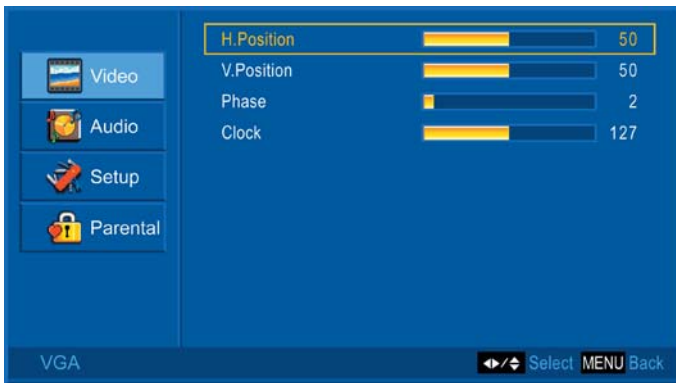 Video
Audio
Setup
Parental
H.Position 50
V.Position 50
Phase 2
Clock 127
VGA
Select MENU Back